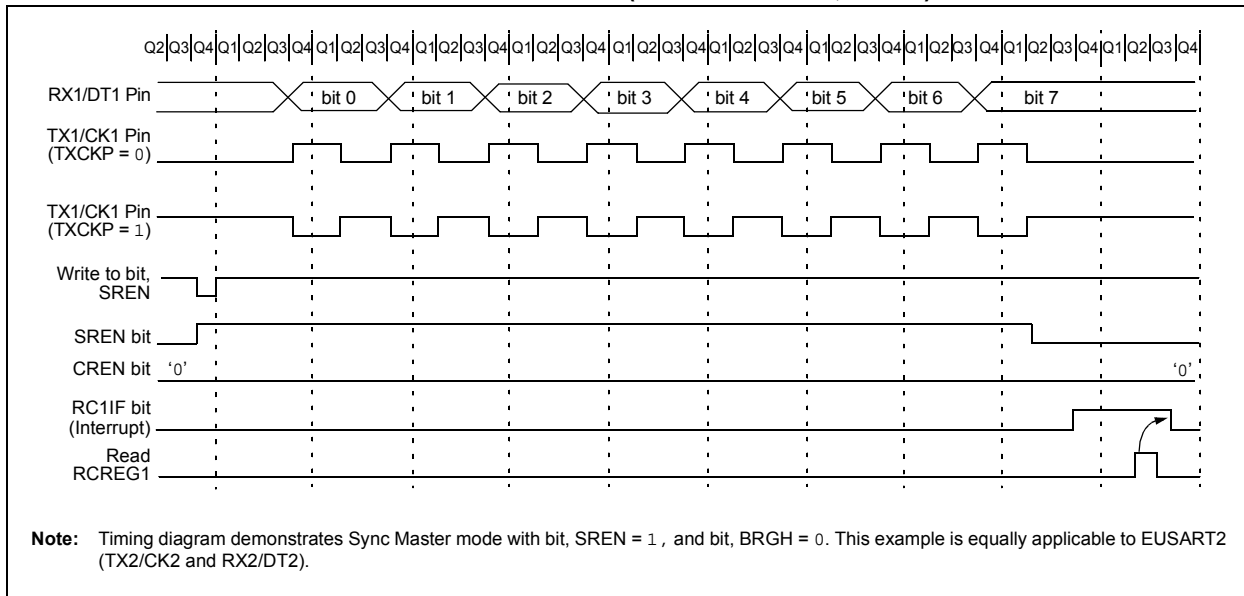 Q2 Q3 Q4 Q1 Q2 Q3 Q4 Q1 Q2 Q3 Q4 Q1 Q2 Q3 Q4 Q1 Q2 Q3 Q4 Q1 Q2 Q3 Q4 Q1 Q2 Q3 Q4 Q1 Q2 Q3 Q4 Q1 Q2 Q3 Q4 Q1 Q2 Q3 Q4 Q1 Q2 Q3 Q4
RX1/DT1 Pin bit 0 bit 1 bit 2 bit 3 bit 4 bit 5 bit 6 bit 7
TX1/CK1 Pin
(TXCKP = 0)
TX1/CK1 Pin
(TXCKP = 1)
Write to bit,
SREN
SREN bit
CREN bit ‘0’ ‘0’
RC1IF bit
(Interrupt)
Read
RCREG1
Note: Timing diagram demonstrates Sync Master mode with bit, SREN = 1, and bit, BRGH = 0. This example is equally applicable to EUSART2
(TX2/CK2 and RX2/DT2).